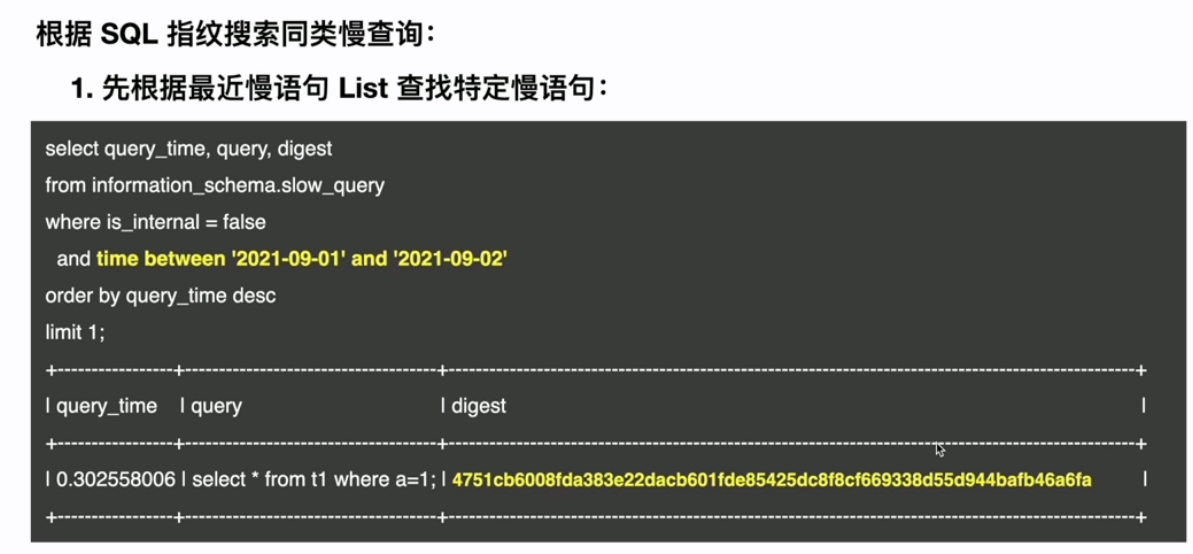 根据 SQL 指纹搜索同类慢查询：
1. 先根据最近慢语句 List 查找特定慢语句：
select query_time, query, digest
from information_schema.slow_query
where is_internal = false
and time between '2021-09-01' and '2021-09-02'
order by query_time desc
limit 1;
+-----------------+-------------------------------------+-----------------------------------------------------------------------------------------------------+
| query_time | query | digest |
+-----------------+-------------------------------------+-----------------------------------------------------------------------------------------------------+
| 0.302558006 | select * from t1 where a=1; | 4751cb6008fda383e22dacb601fde85425dc8f8cf669338d55d944bafb46a6fa |
+-----------------+-------------------------------------+-----------------------------------------------------------------------------------------------------+